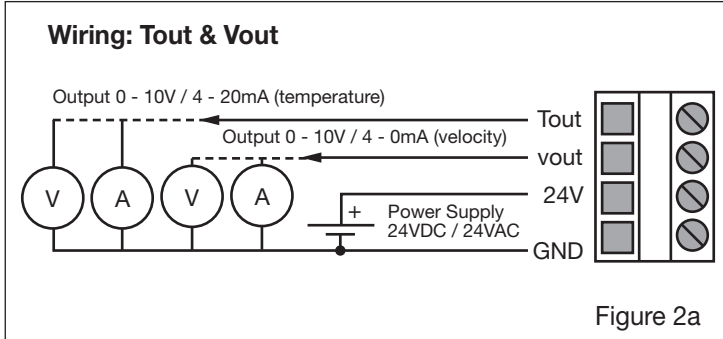 Wiring: Tout & Vout
Output 0 - 10V / 4 - 20mA (temperature)
Tout
Output 0 - 10V / 4 - 0mA (velocity)
vout
V
A
V
A
24V
+
Power Supply
24VDC / 24VAC
GND
Figure 2a